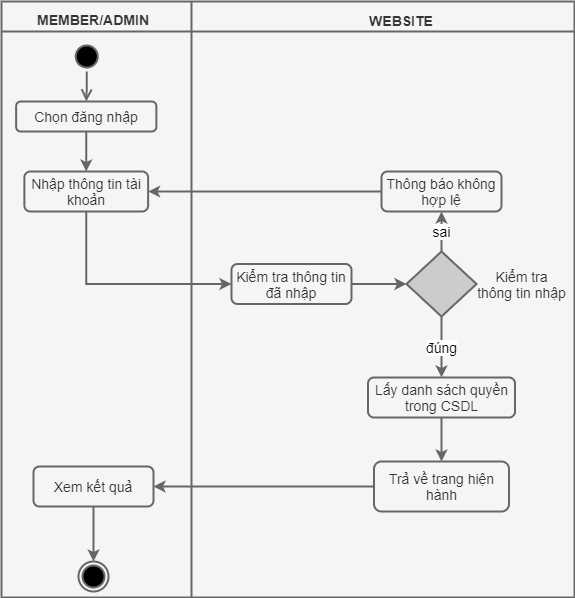 MEMBER/ADMIN
WEBSITE
Chọn đăng nhập
Nhập thông tin tài
khoản
Thông báo không
hợp lệ
sai
Kiểm tra thông tin
đã nhập
Kiểm tra
thông tin nhập
đúng
Lấy danh sách quyền
trong CSDL
Xem kết quả
Trả về trang hiện
hành